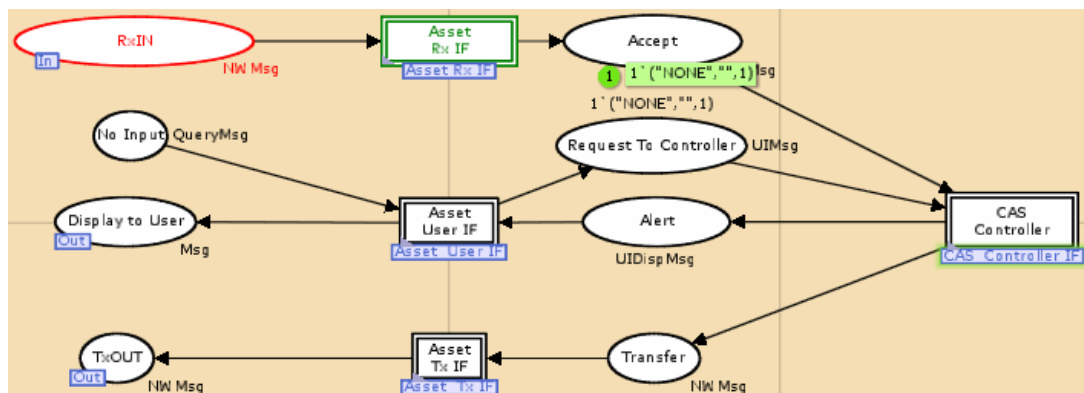 RxIN
In
NW Msg
Asset
Rx IF
Asset Rx IF
Accept
1
1`("NONE","",1)
1`("NONE","",1)
No Input
QueryMsg
Request To Controller
UIMsg
Display to User
Out
Msg
Asset
User IF
Asset User IF
Alert
UIDispMsg
CAS
Controller
CAS Controller IF
TxOUT
Out
NW Msg
Asset
Tx IF
Asset Tx IF
Transfer
NW Msg